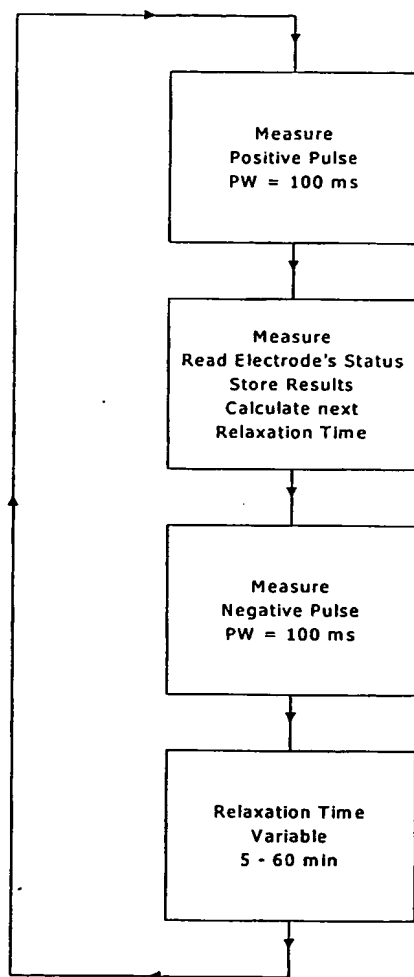 Measure
Positive Pulse
PW = 100 ms
Measure
Read Electrode's Status
Store Results
Calculate next
Relaxation Time
Measure
Negative Pulse
PW = 100 ms
Relaxation Time
Variable
5 - 60 min